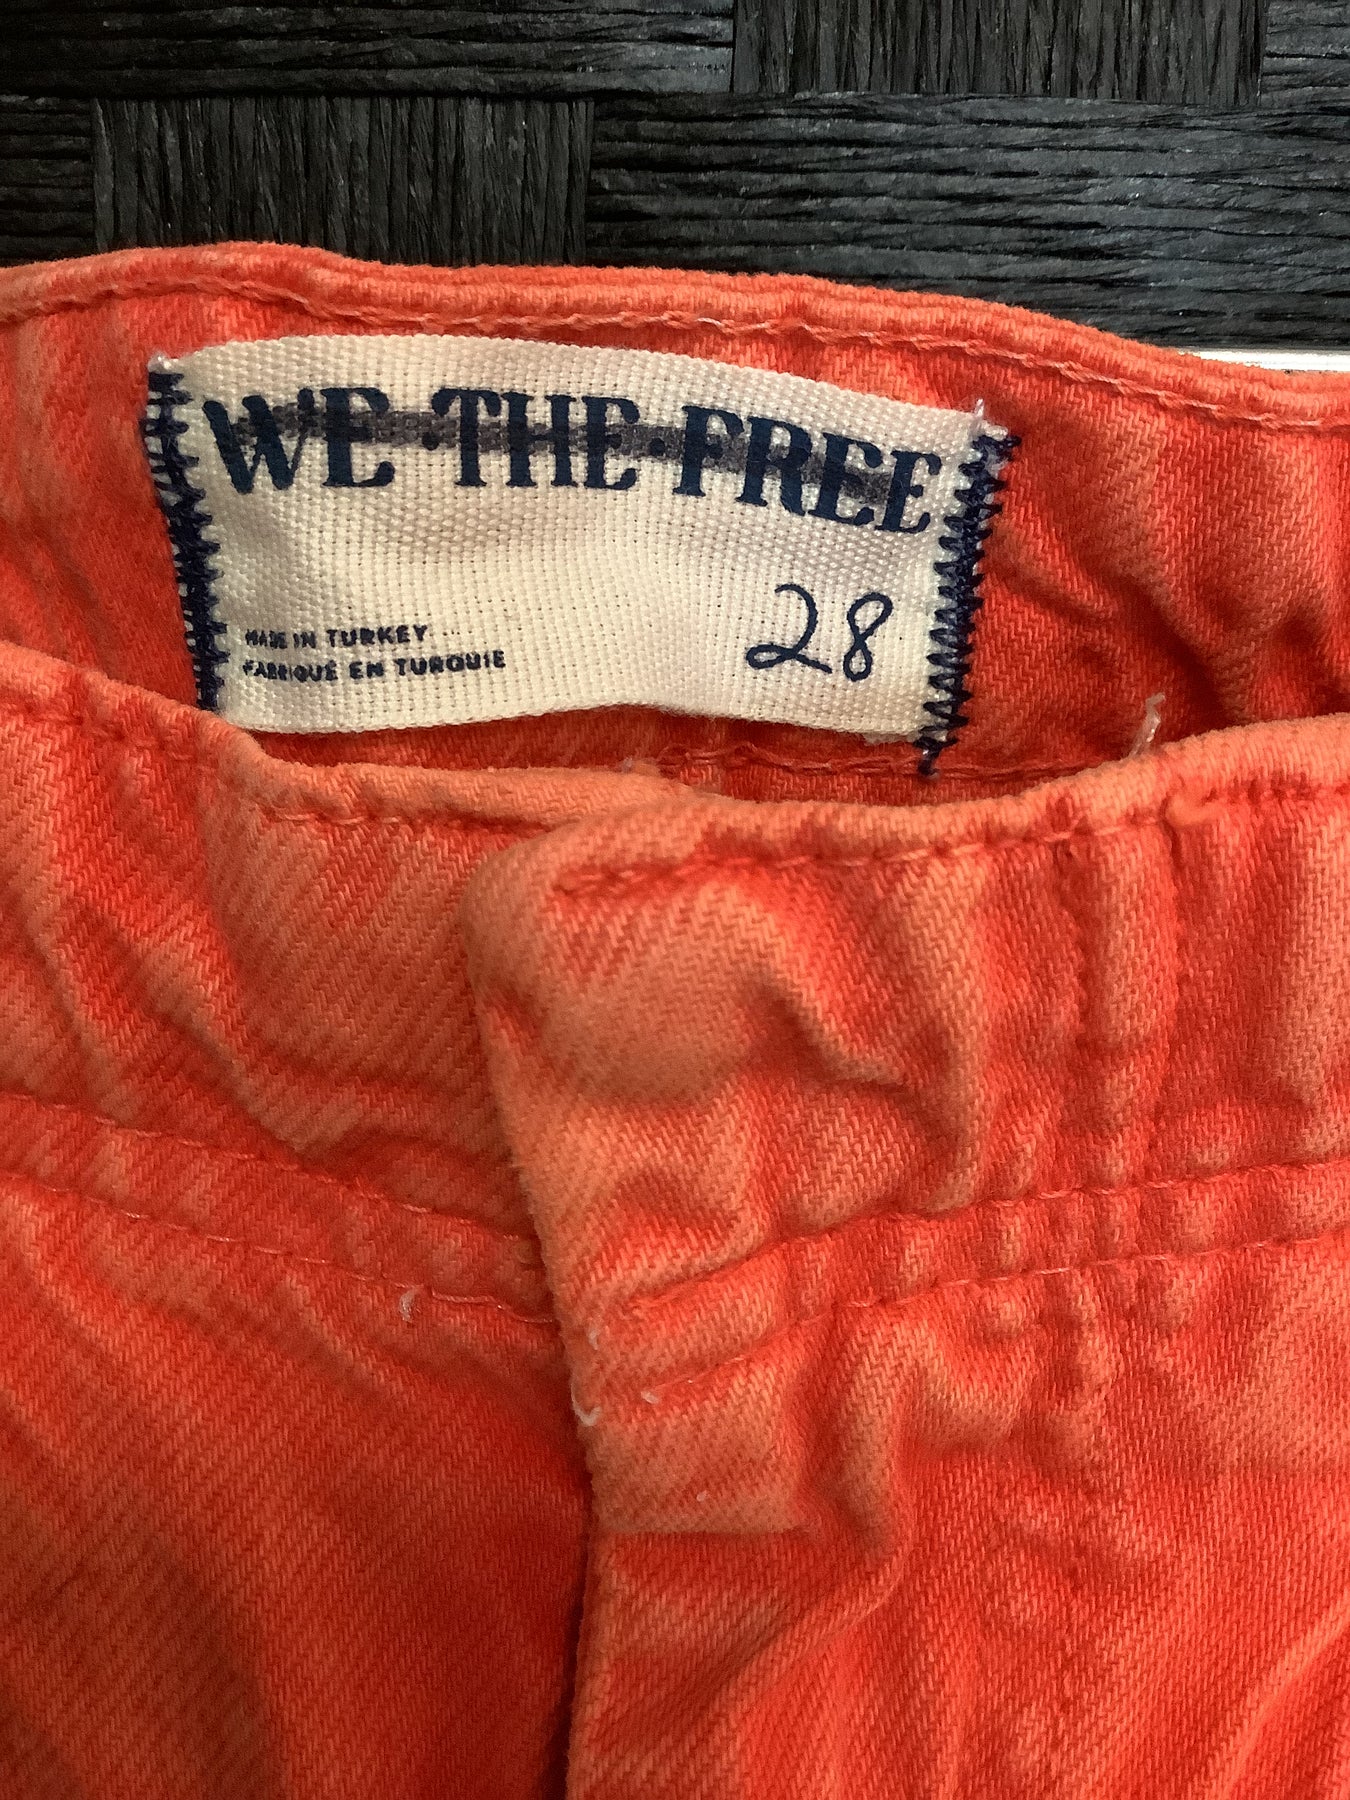 WE·THE·FREE
MADE IN TURKEY
FABRIQUÉ EN TURQUIE
28